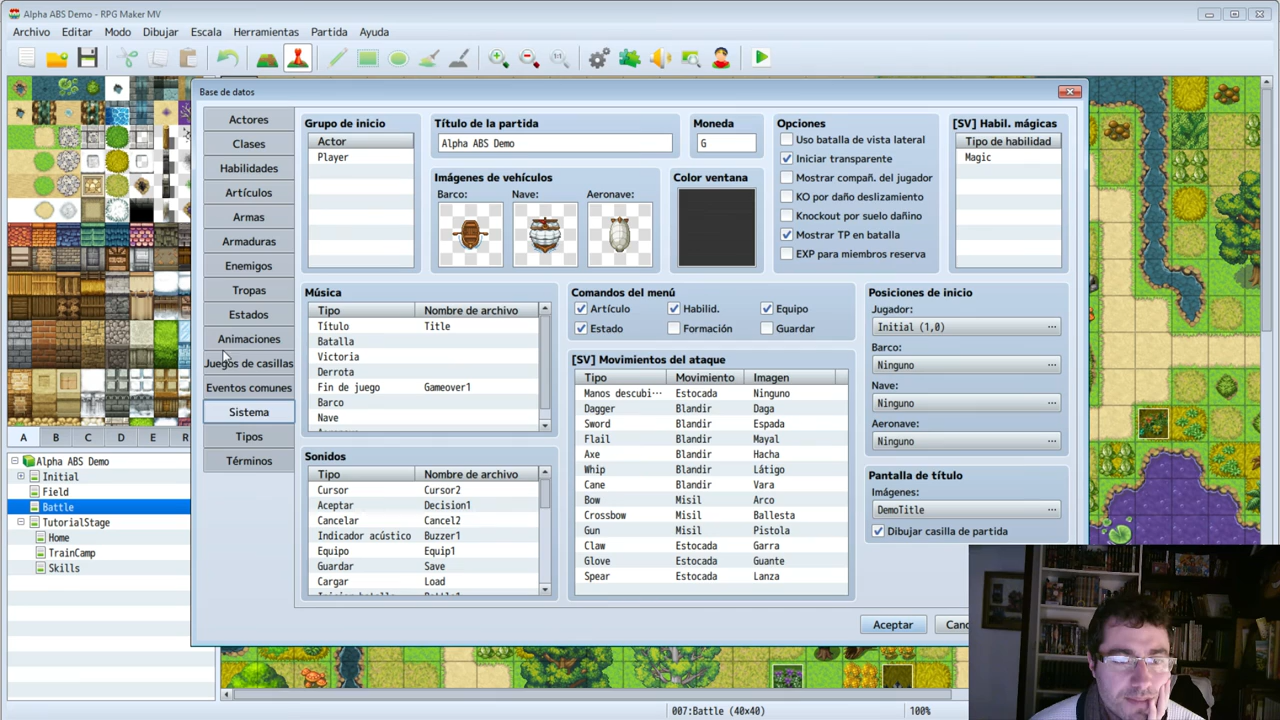 Alpha ABS Demo - RPG Maker MV
Archivo Editar Modo Dibujar Escala Herramientas Partida Ayuda
1:1
Base de datos
Actores
Clases
Habilidades
Artículos
Armas
Armaduras
Enemigos
Tropas
Estados
Animaciones
Juegos de casillas
Eventos comunes
Sistema
Tipos
Términos
Grupo de inicio
Actor
Player
Título de la partida
Alpha ABS Demo
Moneda
G
Imágenes de vehículos
Barco: Nave: Aeronave:
Color ventana
Opciones
Uso batalla de vista lateral
Iniciar transparente
Mostrar compañ. del jugador
KO por daño deslizamiento
Knockout por suelo dañino
Mostrar TP en batalla
EXP para miembros reserva
[SV] Habil. mágicas
Tipo de habilidad
Magic
Música
Tipo Nombre de archivo
Título Title
Batalla
Victoria
Derrota
Fin de juego Gameover1
Barco
Nave
Sonidos
Tipo Nombre de archivo
Cursor Cursor2
Aceptar Decision1
Cancelar Cancel2
Indicador acústico Buzzer1
Equipo Equip1
Guardar Save
Cargar Load
Comandos del menú
Artículo Habilid. Equipo
Estado Formación Guardar
[SV] Movimientos del ataque
Tipo Movimiento Imagen
Manos descubi··· Estocada Ninguno
Dagger Blandir Daga
Sword Blandir Espada
Flail Blandir Mayal
Axe Blandir Hacha
Whip Blandir Látigo
Cane Blandir Vara
Bow Misil Arco
Crossbow Misil Ballesta
Gun Misil Pistola
Claw Estocada Garra
Glove Estocada Guante
Spear Estocada Lanza
Posiciones de inicio
Jugador:
Initial (1,0) ···
Barco:
Ninguno ···
Nave:
Ninguno ···
Aeronave:
Ninguno ···
Pantalla de título
Imágenes:
DemoTitle ···
Dibujar casilla de partida
Aceptar Canc
A B C D E R
Alpha ABS Demo
Initial
Field
Battle
TutorialStage
Home
TrainCamp
Skills
007:Battle (40x40) 100%